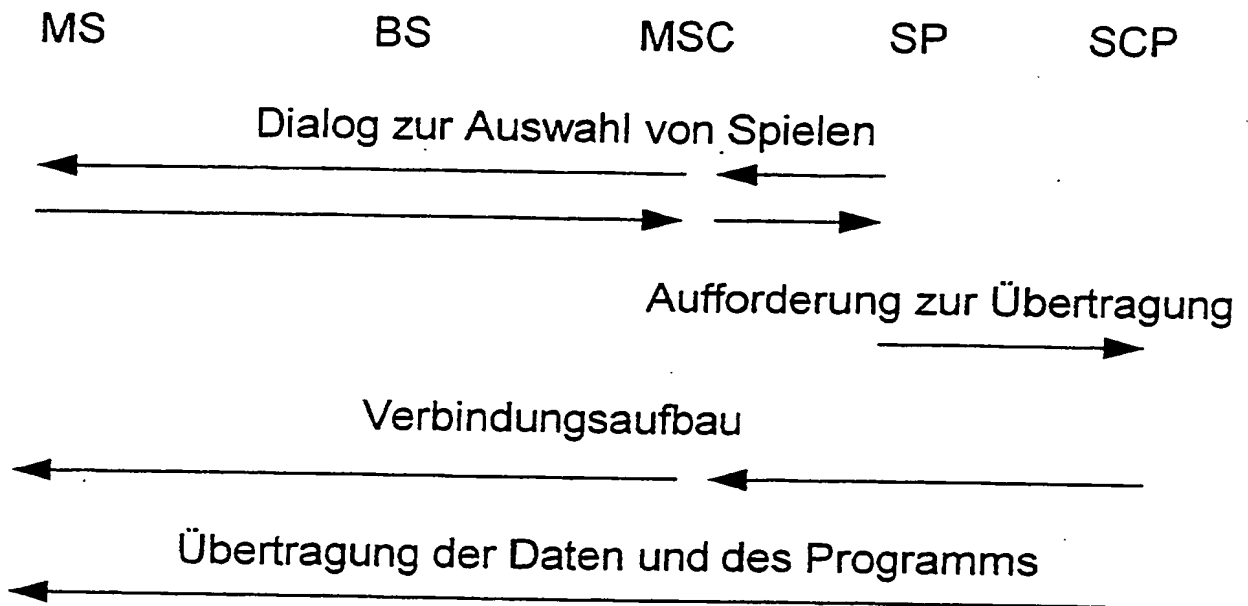 MS BS MSC SP SCP
Dialog zur Auswahl von Spielen
Aufforderung zur Übertragung
Verbindungsaufbau
Übertragung der Daten und des Programms